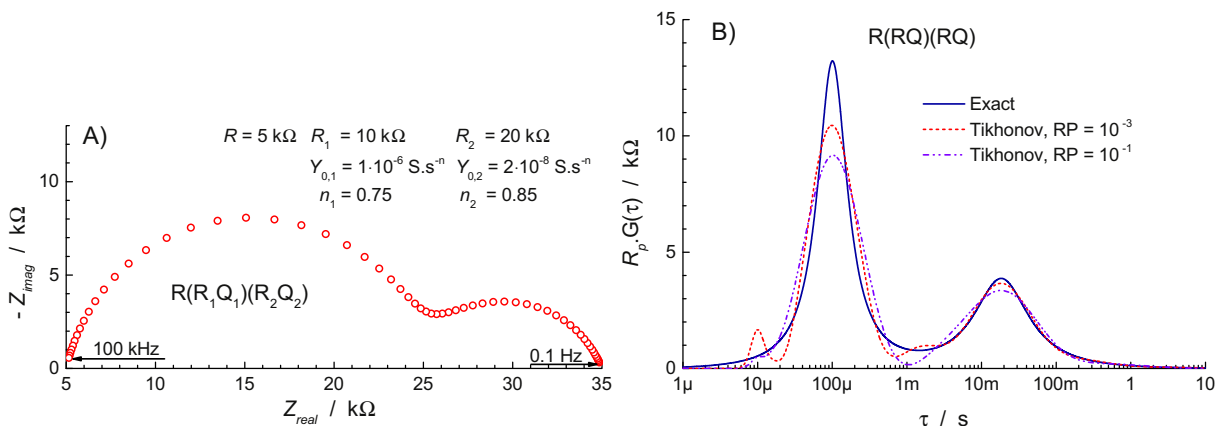 A)
R = 5 kΩ R₁ = 10 kΩ R₂ = 20 kΩ
Y₀,₁ = 1·10⁻⁶ S.s⁻ⁿ Y₀,₂ = 2·10⁻⁸ S.s⁻ⁿ
n₁ = 0.75 n₂ = 0.85
R(R₁Q₁)(R₂Q₂)
100 kHz
0.1 Hz
- Z_imag / kΩ
10
5
0
5 10 15 20 25 30 35
Z_real / kΩ
B)
R(RQ)(RQ)
Exact
Tikhonov, RP = 10⁻³
Tikhonov, RP = 10⁻¹
R_p.G(τ) / kΩ
15
10
5
0
1µ 10µ 100µ 1m 10m 100m 1 10
τ / s